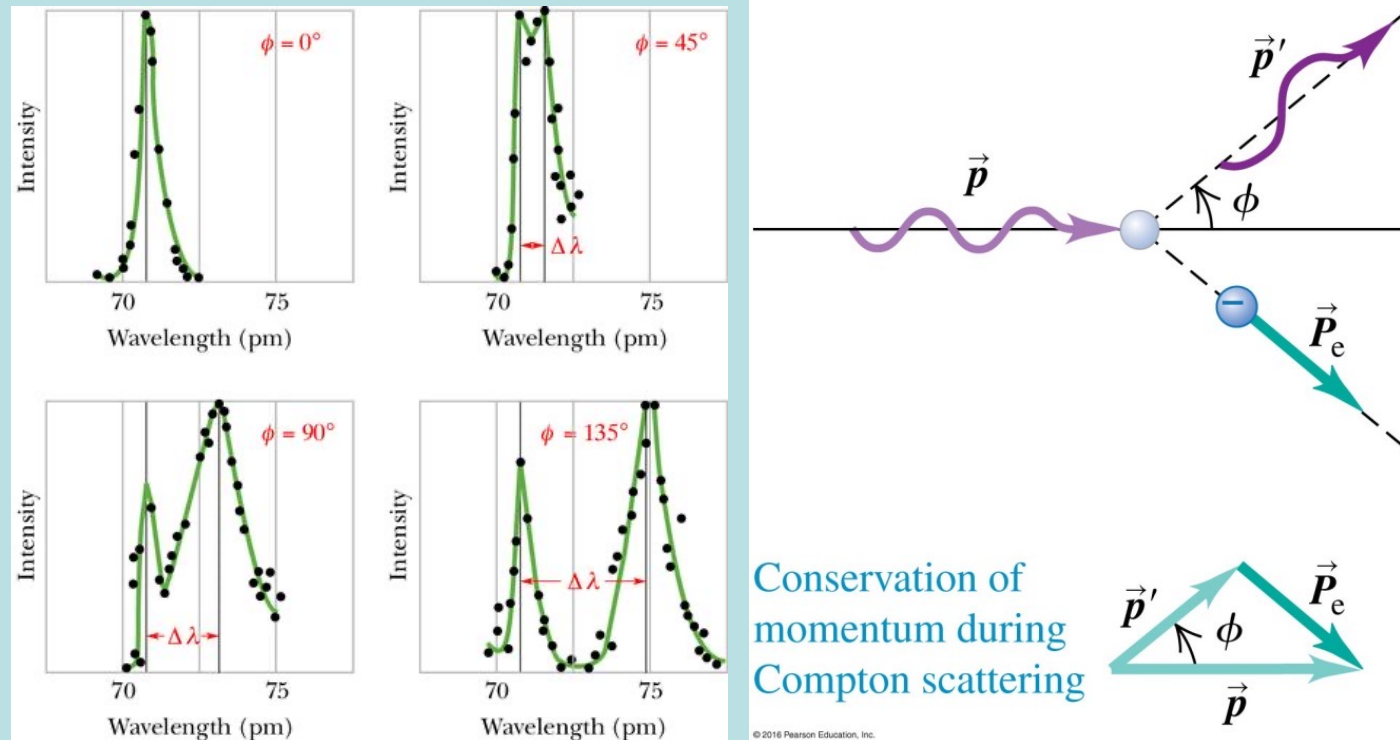 ϕ = 0°
Intensity
70 75
Wavelength (pm)
ϕ = 45°
Intensity
Δλ
70 75
Wavelength (pm)
ϕ = 90°
Intensity
Δλ
70 75
Wavelength (pm)
ϕ = 135°
Intensity
Δλ
70 75
Wavelength (pm)
p⃗
p⃗′
ϕ
P⃗e
Conservation of
momentum during
Compton scattering
p⃗′
ϕ
P⃗e
p⃗
© 2016 Pearson Education, Inc.